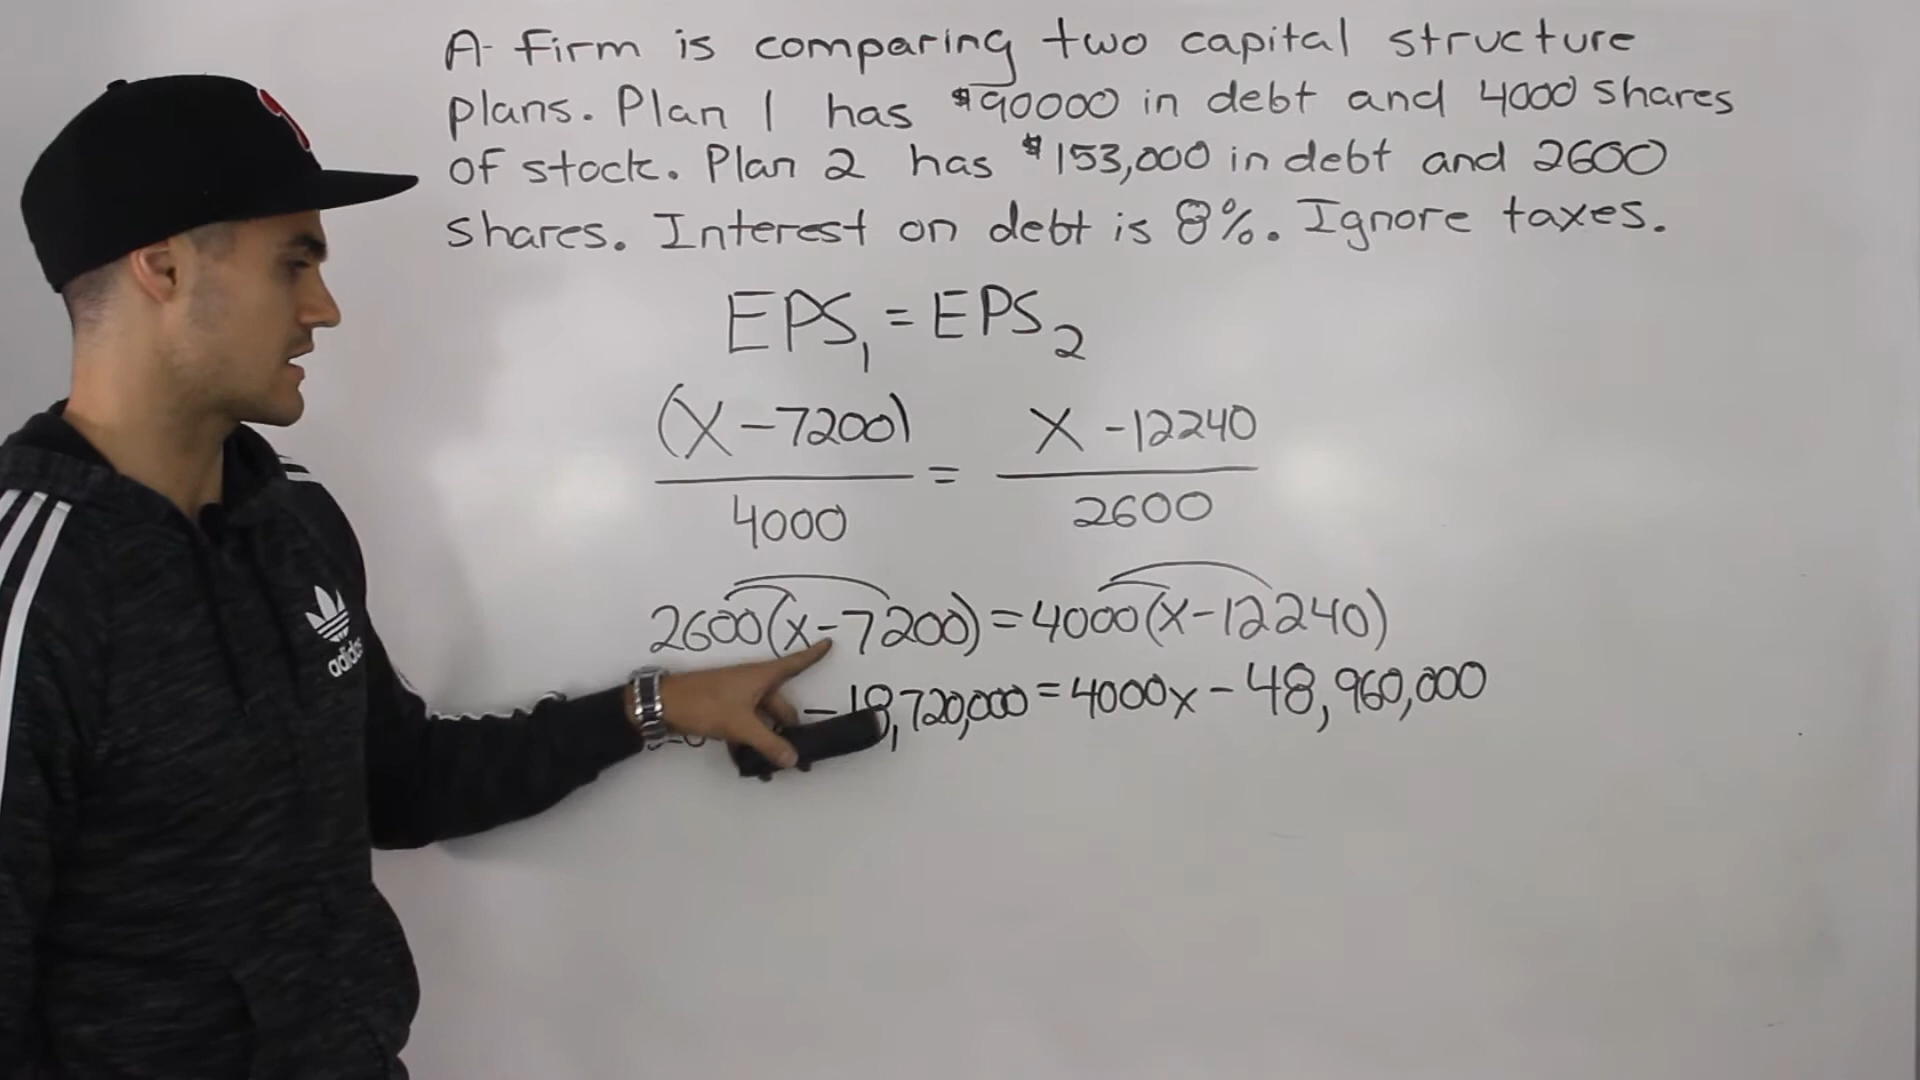 A firm is comparing two capital structure
plans. Plan 1 has $90000 in debt and 4000 shares
of stock. Plan 2 has $153,000 in debt and 2600
shares. Interest on debt is 8%. Ignore taxes.
EPS₁ = EPS₂
(X - 7200) = X - 12240
4000 2600
2600(x - 7200) = 4000(x - 12240)
- 18,720,000 = 4000x - 48,960,000
adidas